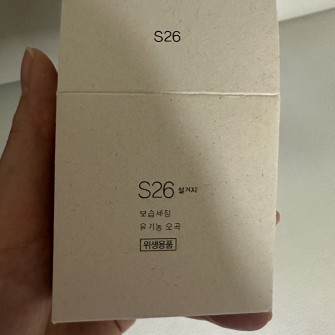 S26
S26 설거지
보습세정
유기농 오곡
위생용품